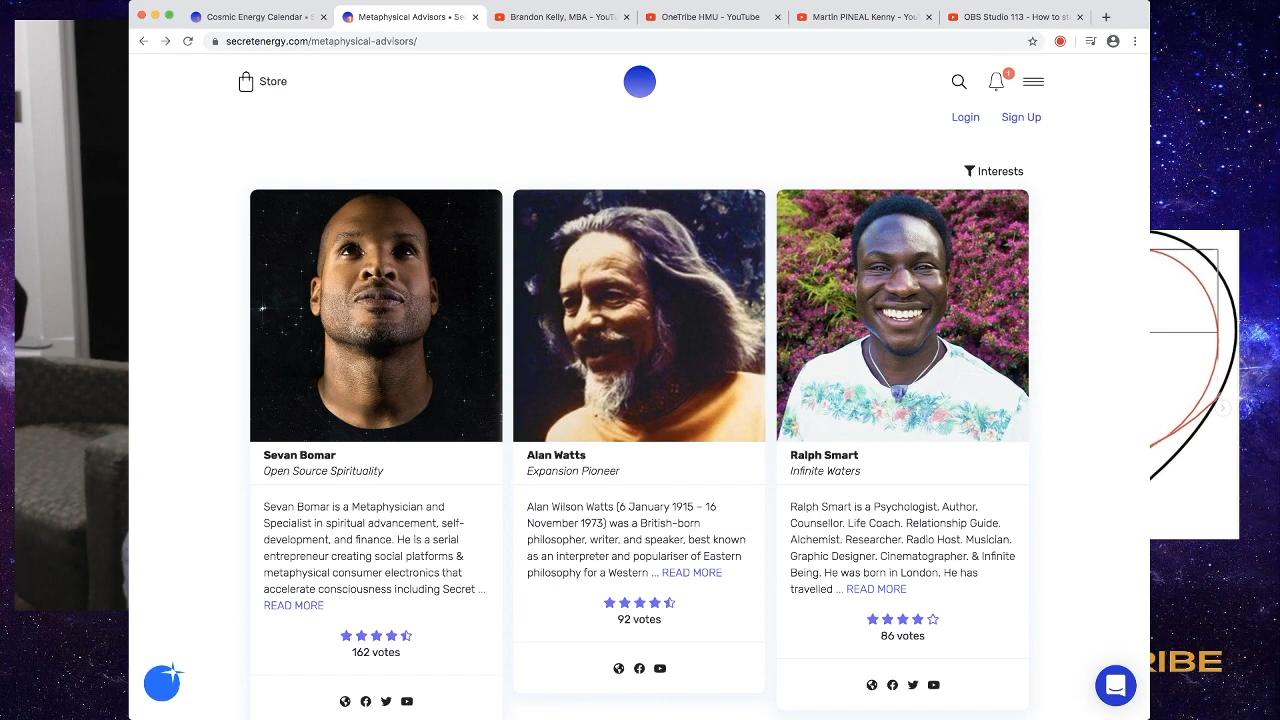 Cosmic Energy Calendar • S
Metaphysical Advisors • Se
Brandon Kelly MBA - YouTu
OneTribe HMU - YouTube
Martin PINEAL Kenny - You
OBS Studio 113 - How to st
secretenergy.com/metaphysical-advisors/
Store
1
Login Sign Up
Interests
Sevan Bomar
Open Source Spirituality
Sevan Bomar is a Metaphysician and
Specialist in spiritual advancement, self-
development, and finance. He is a serial
entrepreneur creating social platforms &
metaphysical consumer electronics that
accelerate consciousness including Secret ...
READ MORE
162 votes
Alan Watts
Expansion Pioneer
Alan Wilson Watts (6 January 1915 – 16
November 1973) was a British-born
philosopher, writer, and speaker, best known
as an interpreter and populariser of Eastern
philosophy for a Western ... READ MORE
92 votes
Ralph Smart
Infinite Waters
Ralph Smart is a Psychologist, Author,
Counsellor. Life Coach. Relationship Guide.
Alchemist. Researcher. Radio Host. Musician.
Graphic Designer. Cinematographer. & Infinite
Being. He was born in London. He has
travelled ... READ MORE
86 votes
RIBE